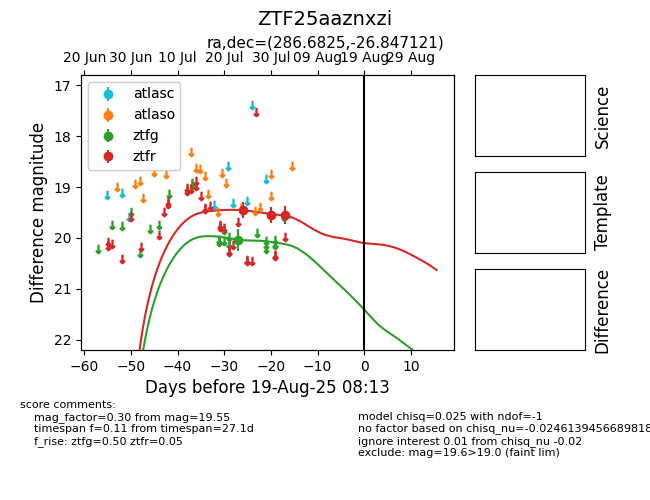 ZTF25aaznxzi
ra,dec=(286.6825,-26.847121)
20 Jun 30 Jun 10 Jul 20 Jul 30 Jul 09 Aug 19 Aug 29 Aug
17
18
19
20
21
22
Difference magnitude
atlasc
atlaso
ztfg
ztfr
−60 −50 −40 −30 −20 −10 0 10
Days before 19-Aug-25 08:13
Science
Template
Difference
score comments:
mag_factor=0.30 from mag=19.55
timespan f=0.11 from timespan=27.1d
f_rise: ztfg=0.50 ztfr=0.05
model chisq=0.025 with ndof=-1
no factor based on chisq_nu=-0.0246139456689818
ignore interest 0.01 from chisq_nu -0.02
exclude: mag=19.6>19.0 (faint lim)